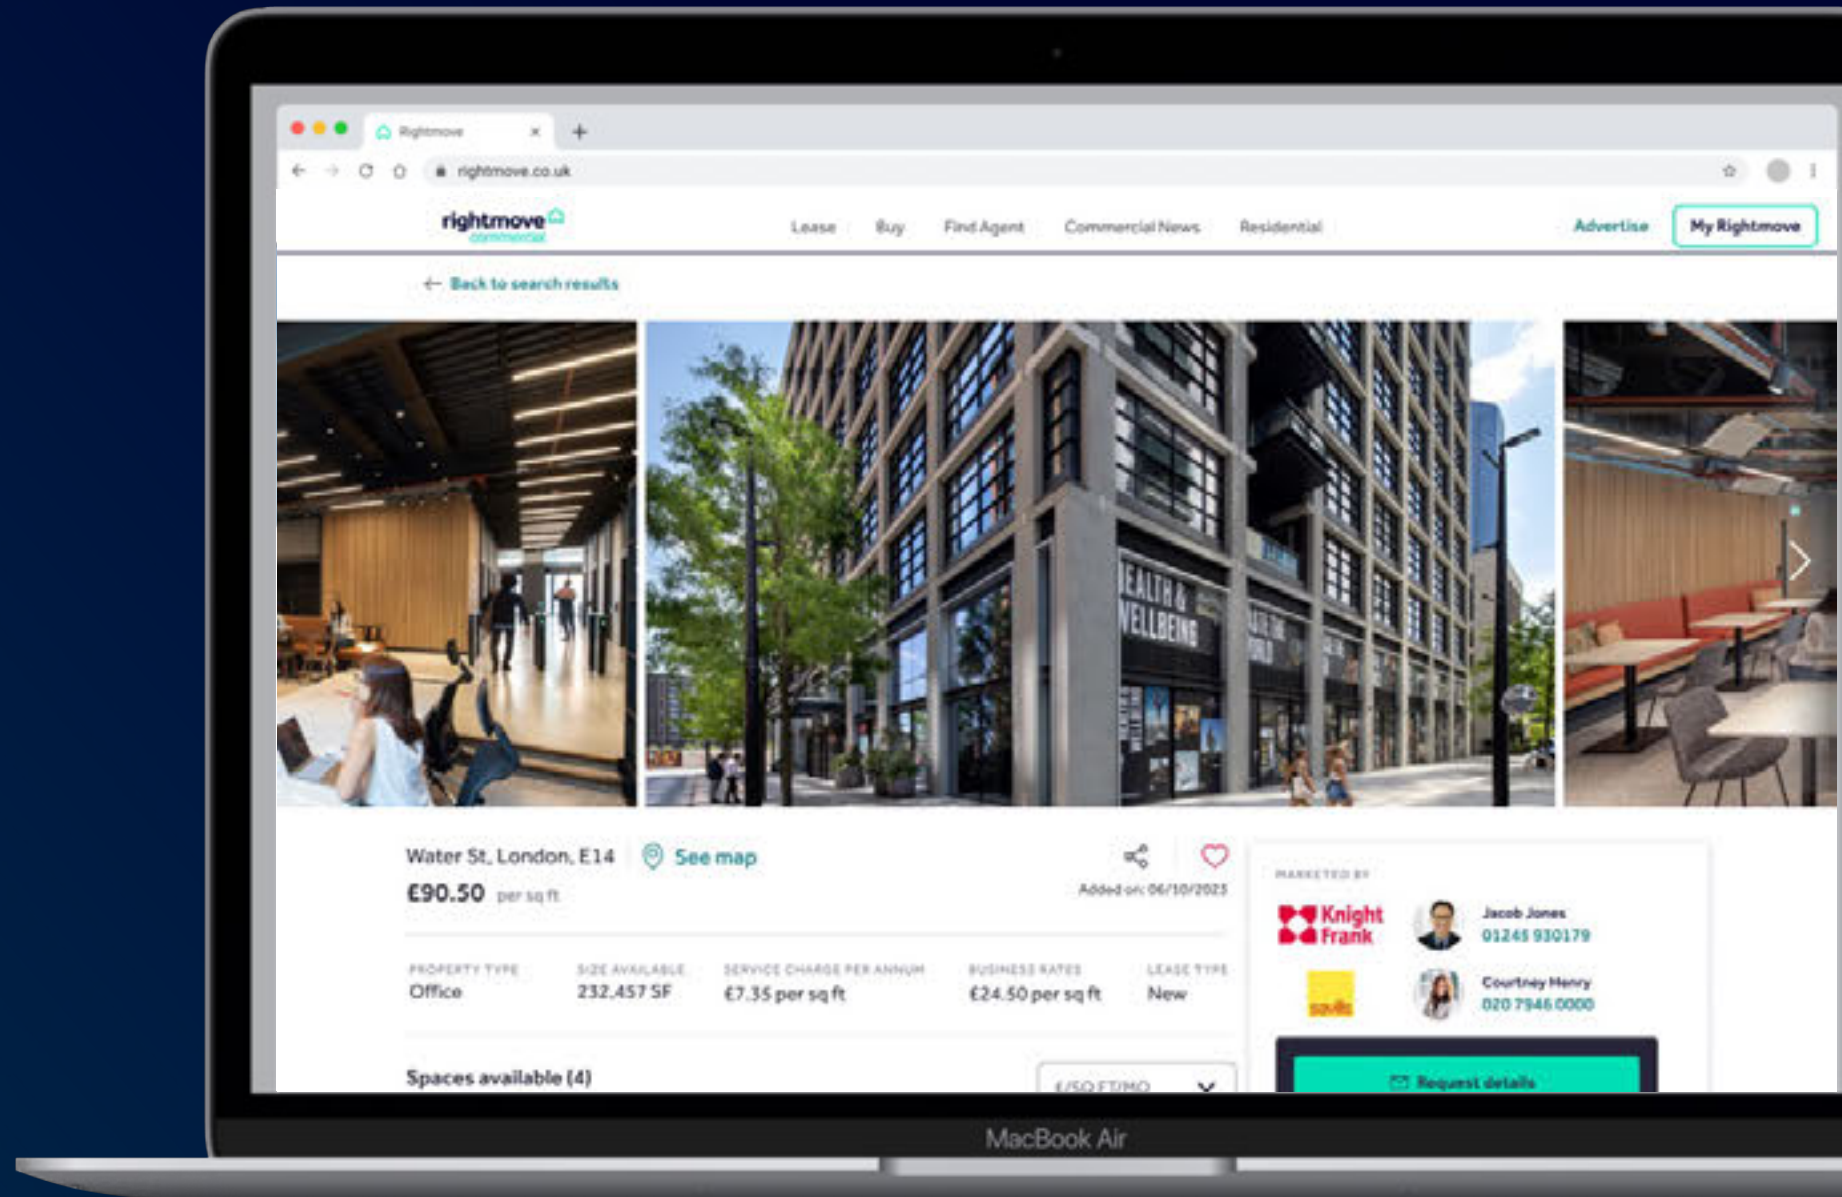 Rightmove
rightmove.co.uk
rightmove
commercial
Lease
Buy
Find Agent
Commercial News
Residential
Advertise
My Rightmove
Back to search results
HEALTH &
WELLBEING
Water St, London, E14
See map
£90.50 per sq ft
Added on: 06/10/2023
PROPERTY TYPE
Office
SIZE AVAILABLE
232,457 SF
SERVICE CHARGE PER ANNUM
£7.35 per sq ft
BUSINESS RATES
£24.50 per sq ft
LEASE TYPE
New
Spaces available (4)
£/SQ FT/MO
MARKETED BY
Knight
Frank
Jacob Jones
01245 930179
savills
Courtney Henry
020 7946 0000
Request details
MacBook Air